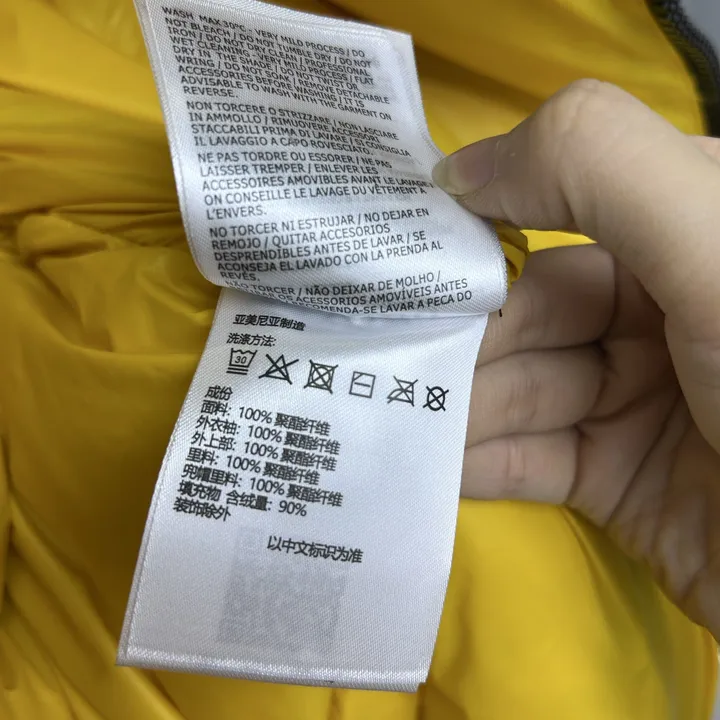 WASH MAX 30°C - VERY MILD PROCESS / DO
NOT BLEACH / DO NOT TUMBLE DRY / DO NOT
IRON / DO NOT DRY CLEAN / PROFESSIONAL
WET CLEANING VERY MILD PROCESS / FLAT
DRY IN THE SHADE / DO NOT TWIST OR
WRING / DO NOT SOAK / REMOVE DETACHABLE
ACCESSORIES BEFORE WASHING / IT IS
ADVISABLE TO WASH WITH THE GARMENT ON
REVERSE.
NON TORCERE O STRIZZARE / NON LASCIARE
IN AMMOLLO / RIMUOVERE ACCESSORI
STACCABILI PRIMA DI LAVARE / SI CONSIGLIA
IL LAVAGGIO A CAPO ROVESCIATO.
NE PAS TORDRE OU ESSORER / NE PAS
LAISSER TREMPER / ENLEVER LES
ACCESSOIRES AMOVIBLES AVANT LE LAVAGE
ON CONSEILLE LE LAVAGE DU VÊTEMENT
L'ENVERS.
NO TORCER NI ESTRUJAR / NO DEJAR EN
REMOJO / QUITAR ACCESORIOS
DESPRENDIBLES ANTES DE LAVAR / SE
ACONSEJA EL LAVADO CON LA PRENDA AL
REVÉS.
NÃO TORCER / NÃO DEIXAR DE MOLHO /
OS ACESSORIOS AMOVÍVEIS ANTES
RECOMENDA-SE LAVAR A PEÇA DO
亚美尼亚制造
洗涤方法:
30
成份
面料: 100% 聚酯纤维
外衣袖: 100% 聚酯纤维
外上部: 100% 聚酯纤维
里料: 100% 聚酯纤维
兜帽里料: 100% 聚酯纤维
填充物 含绒量: 90%
装饰除外
以中文标识为准